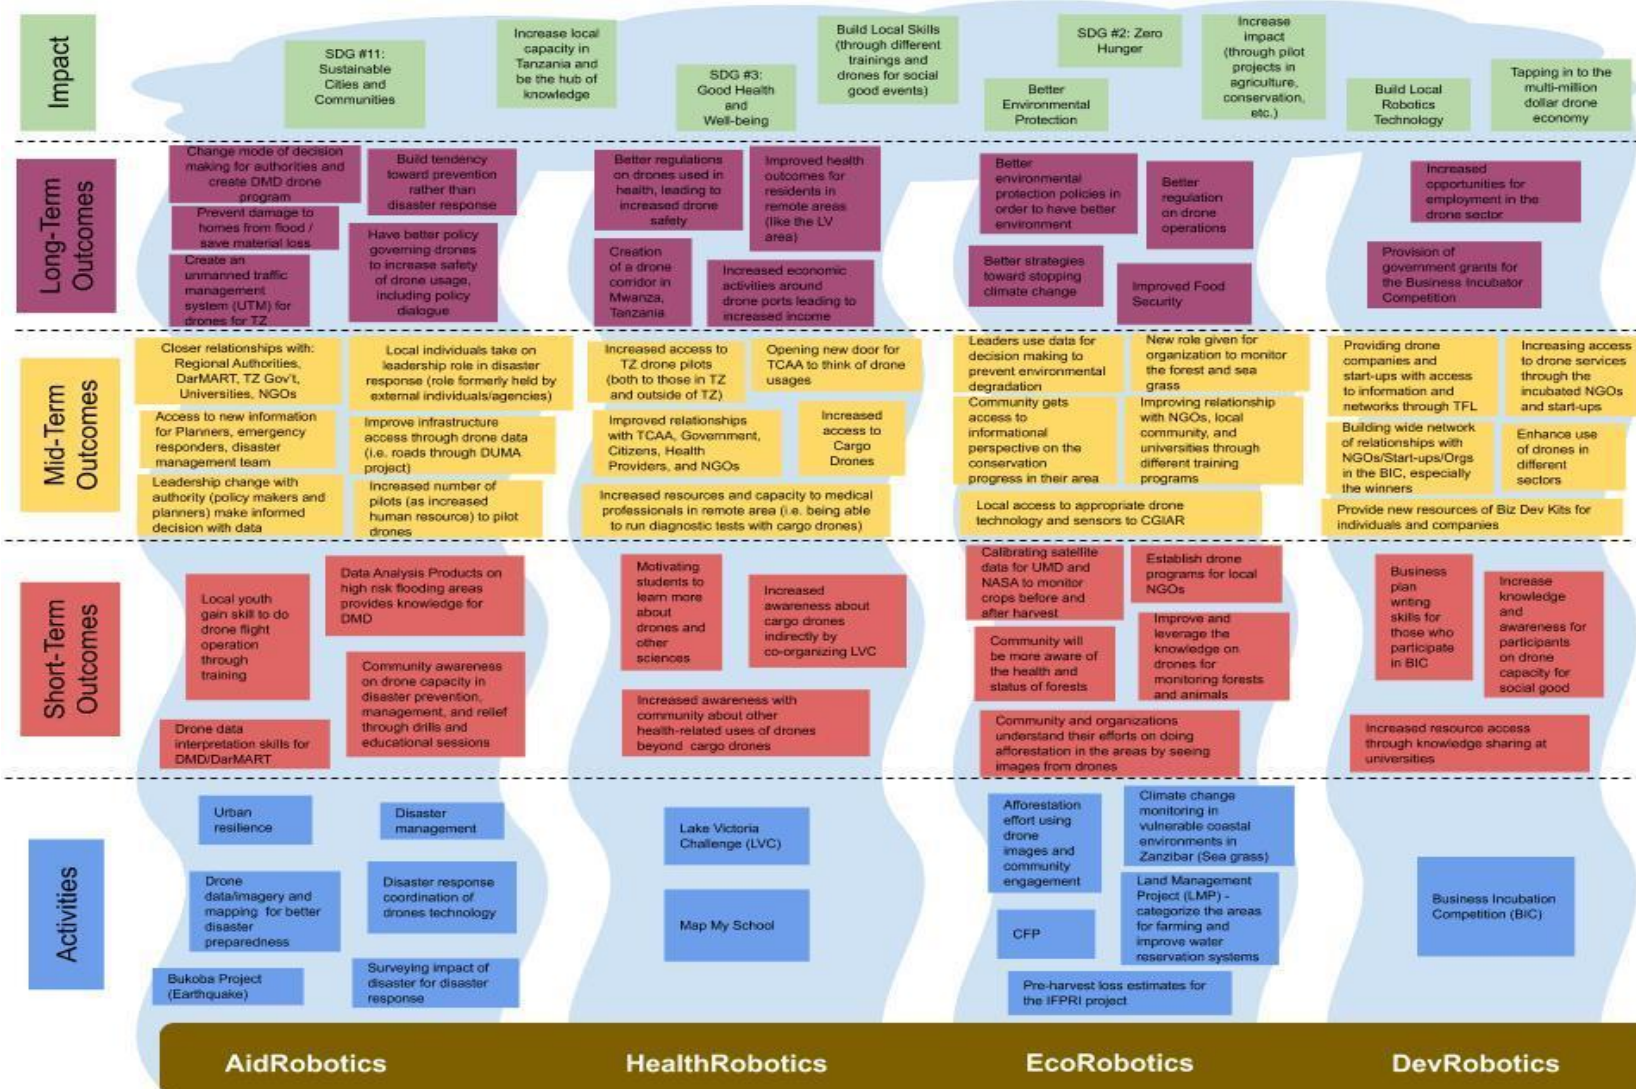 Impact
SDG #11:
Sustainable
Cities and
Communities
Increase local
capacity in
Tanzania and
be the hub of
knowledge
SDG #3:
Good Health
and
Well-being
Build Local Skills
(through different
trainings and
drones for social
good events)
Better
Environmental
Protection
SDG #2: Zero
Hunger
Increase
impact
(through pilot
projects in
agriculture,
conservation,
etc.)
Build Local
Robotics
Technology
Tapping in to the
multi-million
dollar drone
economy
Long-Term
Outcomes
Change mode of decision
making for authorities and
create DMD drone
program
Prevent damage to
homes from flood /
save material loss
Create an
unmanned traffic
management
system (UTM) for
drones for TZ
Build tendency
toward prevention
rather than
disaster response
Have better policy
governing drones
to increase safety
of drone usage,
including policy
dialogue
Better regulations
on drones used in
health, leading to
increased drone
safety
Improved health
outcomes for
residents in
remote areas
(like the LV
area)
Creation
of a drone
corridor in
Mwanza,
Tanzania
Increased economic
activities around
drone ports leading to
increased income
Better
environmental
protection policies in
order to have better
environment
Better
regulation
on drone
operations
Better strategies
toward stopping
climate change
Improved Food
Security
Increased
opportunities for
employment in the
drone sector
Provision of
government grants for
the Business Incubator
Competition
Mid-Term
Outcomes
Closer relationships with:
Regional Authorities,
DarMART, TZ Gov't,
Universities, NGOs
Access to new information
for Planners, emergency
responders, disaster
management team
Leadership change with
authority (policy makers and
planners) make informed
decision with data
Local individuals take on
leadership role in disaster
response (role formerly held by
external individuals/agencies)
Improve infrastructure
access through drone data
(i.e. roads through DUMA
project)
Increased number of
pilots (as increased
human resource) to pilot
drones
Increased access to
TZ drone pilots
(both to those in TZ
and outside of TZ)
Opening new door for
TCAA to think of drone
usages
Improved relationships
with TCAA, Government,
Citizens, Health
Providers, and NGOs
Increased
access to
Cargo
Drones
Increased resources and capacity to medical
professionals in remote area (i.e. being able
to run diagnostic tests with cargo drones)
Leaders use data for
decision making to
prevent environmental
degradation
New role given for
organization to monitor
the forest and sea
grass
Community gets
access to
informational
perspective on the
conservation
progress in their area
Improving relationship
with NGOs, local
community, and
universities through
different training
programs
Local access to appropriate drone
technology and sensors to CGIAR
Providing drone
companies and
start-ups with access
to information and
networks through TFL
Increasing access
to drone services
through the
incubated NGOs
and start-ups
Building wide network
of relationships with
NGOs/Start-ups/Orgs
in the BIC, especially
the winners
Enhance use
of drones in
different
sectors
Provide new resources of Biz Dev Kits for
individuals and companies
Short-Term
Outcomes
Local youth
gain skill to do
drone flight
operation
through
training
Data Analysis Products on
high risk flooding areas
provides knowledge for
DMD
Community awareness
on drone capacity in
disaster prevention,
management, and relief
through drills and
educational sessions
Drone data
interpretation skills for
DMD/DarMART
Motivating
students to
learn more
about
drones and
other
sciences
Increased
awareness about
cargo drones
indirectly by
co-organizing LVC
Increased awareness with
community about other
health-related uses of drones
beyond cargo drones
Calibrating satellite
data for UMD and
NASA to monitor
crops before and
after harvest
Establish drone
programs for local
NGOs
Community will
be more aware of
the health and
status of forests
Improve and
leverage the
knowledge on
drones for
monitoring forests
and animals
Community and organizations
understand their efforts on doing
afforestation in the areas by seeing
images from drones
Business
plan
writing
skills for
those who
participate
in BIC
Increase
knowledge
and
awareness for
participants
on drone
capacity for
social good
Increased resource access
through knowledge sharing at
universities
Activities
Urban
resilience
Disaster
management
Drone
data/imagery and
mapping for better
disaster
preparedness
Disaster response
coordination of
drones technology
Bukoba Project
(Earthquake)
Surveying impact of
disaster for disaster
response
Lake Victoria
Challenge (LVC)
Map My School
Afforestation
effort using
drone
images and
community
engagement
Climate change
monitoring in
vulnerable coastal
environments in
Zanzibar (Sea grass)
CFP
Land Management
Project (LMP) -
categorize the areas
for farming and
improve water
reservation systems
Pre-harvest loss estimates for
the IFPRI project
Business Incubation
Competition (BIC)
AidRobotics
HealthRobotics
EcoRobotics
DevRobotics